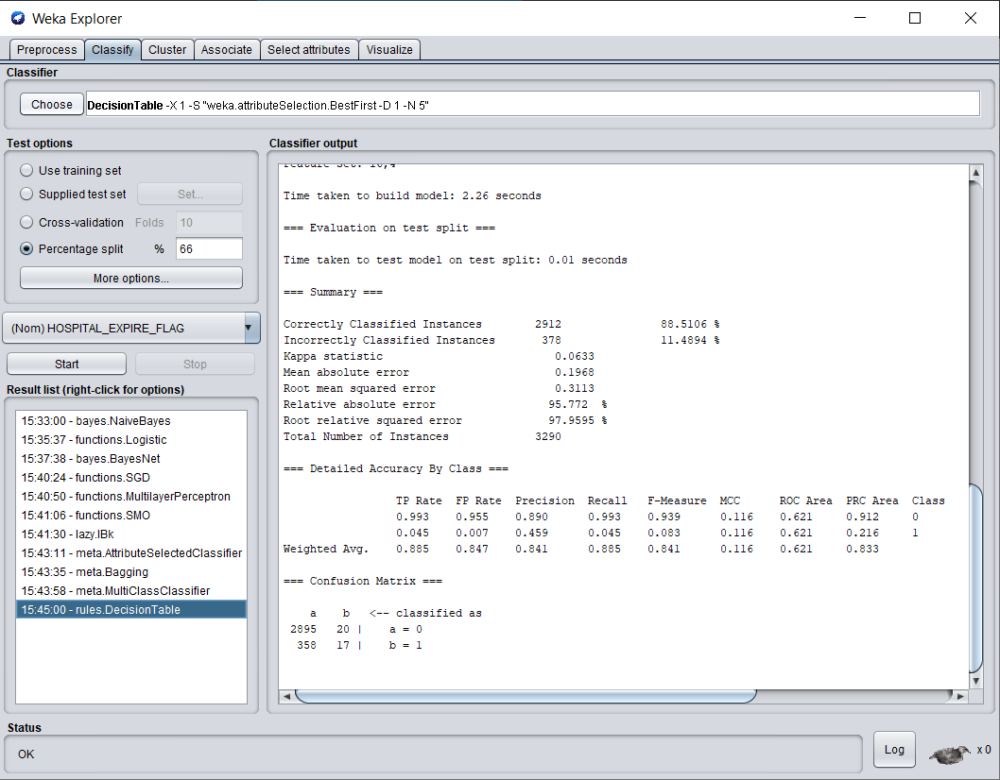 Weka Explorer
Preprocess Classify Cluster Associate Select attributes Visualize
Classifier
Choose DecisionTable -X 1 -S "weka.attributeSelection.BestFirst -D 1 -N 5"
Test options
Use training set
Supplied test set Set...
Cross-validation Folds 10
Percentage split % 66
More options...
(Nom) HOSPITAL_EXPIRE_FLAG
Start Stop
Result list (right-click for options)
15:33:00 - bayes.NaiveBayes
15:35:37 - functions.Logistic
15:37:38 - bayes.BayesNet
15:40:24 - functions.SGD
15:40:50 - functions.MultilayerPerceptron
15:41:06 - functions.SMO
15:41:30 - lazy.IBk
15:43:11 - meta.AttributeSelectedClassifier
15:43:35 - meta.Bagging
15:43:58 - meta.MultiClassClassifier
15:45:00 - rules.DecisionTable
Classifier output
Time taken to build model: 2.26 seconds
=== Evaluation on test split ===
Time taken to test model on test split: 0.01 seconds
=== Summary ===
Correctly Classified Instances 2912 88.5106 %
Incorrectly Classified Instances 378 11.4894 %
Kappa statistic 0.0633
Mean absolute error 0.1968
Root mean squared error 0.3113
Relative absolute error 95.772 %
Root relative squared error 97.9595 %
Total Number of Instances 3290
=== Detailed Accuracy By Class ===
TP Rate FP Rate Precision Recall F-Measure MCC ROC Area PRC Area Class
0.993 0.955 0.890 0.993 0.939 0.116 0.621 0.912 0
0.045 0.007 0.459 0.045 0.083 0.116 0.621 0.216 1
Weighted Avg. 0.885 0.847 0.841 0.885 0.841 0.116 0.621 0.833
=== Confusion Matrix ===
a b <-- classified as
2895 20 | a = 0
358 17 | b = 1
Status
OK
Log x 0